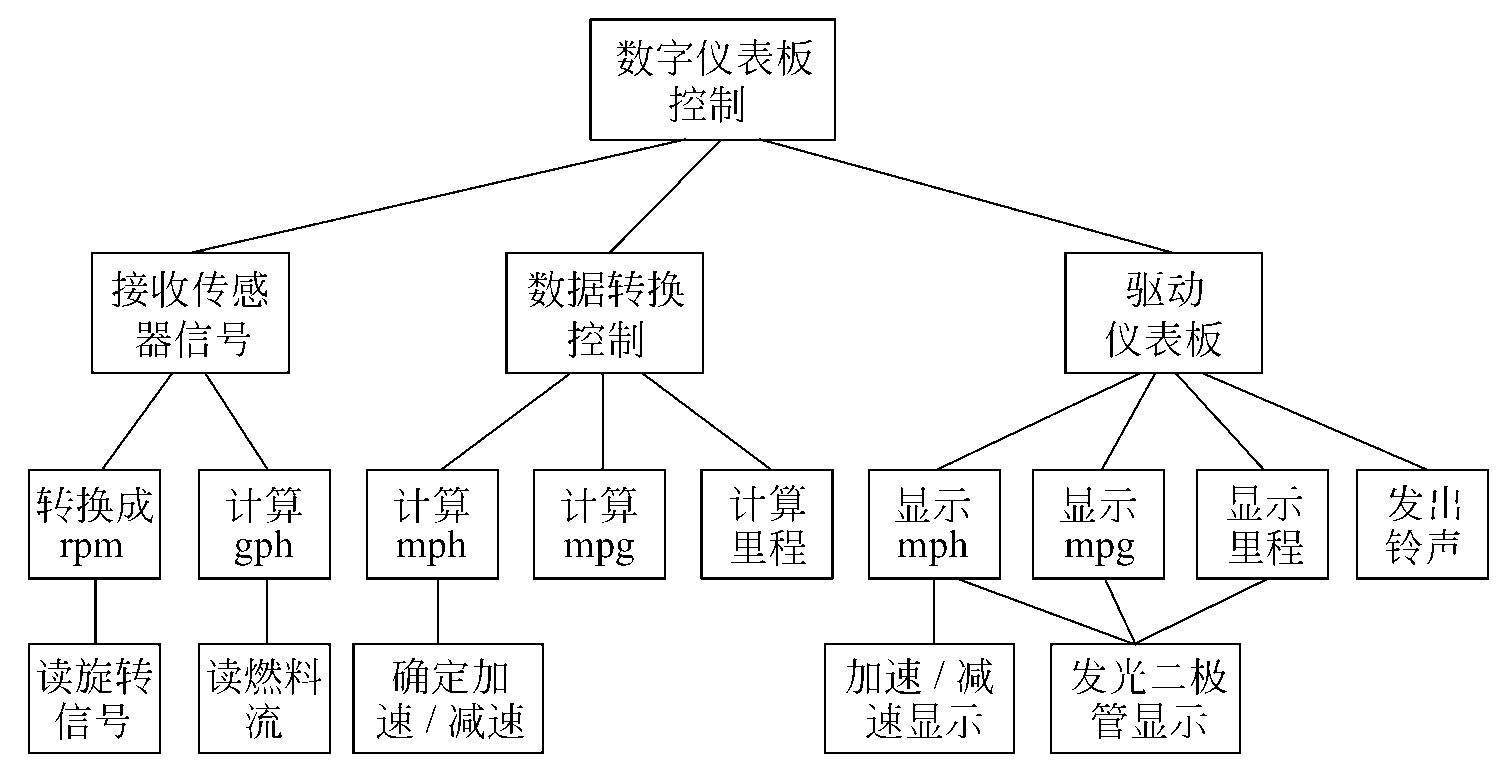 数字仪表板
控制
接收传感
器信号
数据转换
控制
驱动
仪表板
转换成
rpm
计算
gph
计算
mph
计算
mpg
计算
里程
显示
mph
显示
mpg
显示
里程
发出
铃声
读旋转
信号
读燃料
流
确定加
速/减速
加速/减
速显示
发光二极
管显示